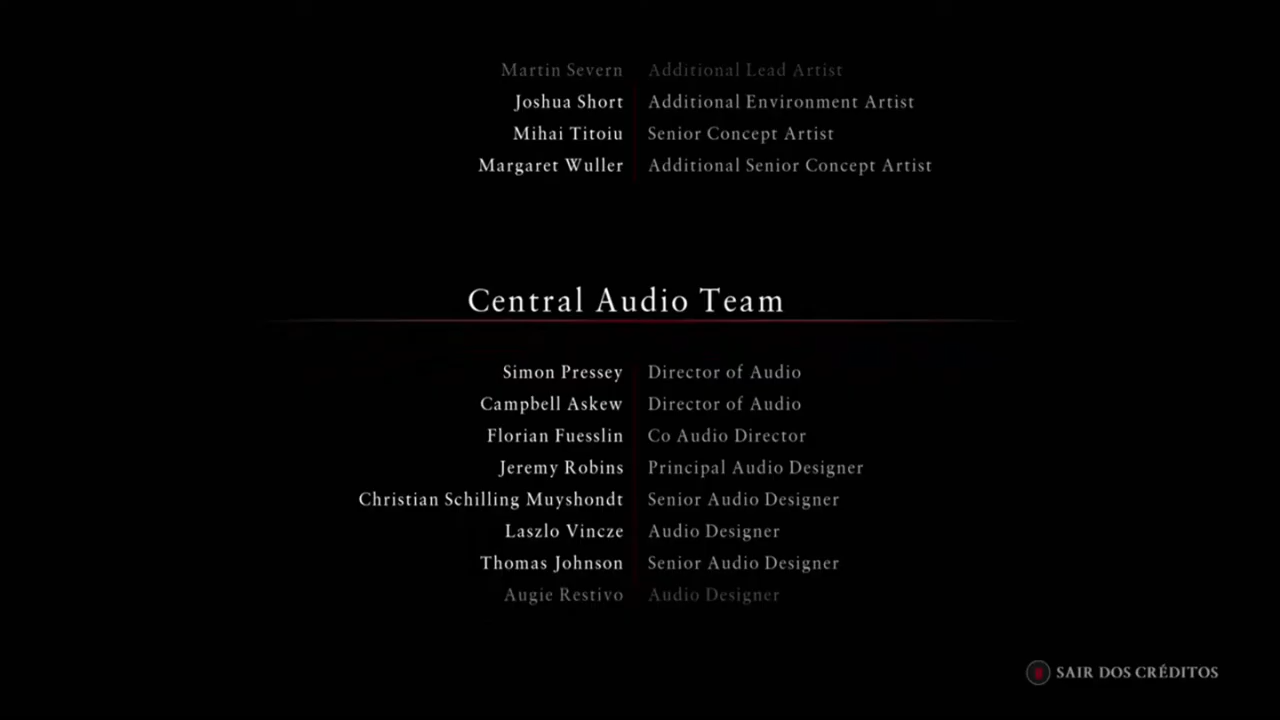 Martin Severn Additional Lead Artist
Joshua Short Additional Environment Artist
Mihai Titoiu Senior Concept Artist
Margaret Wuller Additional Senior Concept Artist
Central Audio Team
Simon Pressey Director of Audio
Campbell Askew Director of Audio
Florian Fuesslin Co Audio Director
Jeremy Robins Principal Audio Designer
Christian Schilling Muyshondt Senior Audio Designer
Laszlo Vincze Audio Designer
Thomas Johnson Senior Audio Designer
Augie Restivo Audio Designer
SAIR DOS CRÉDITOS